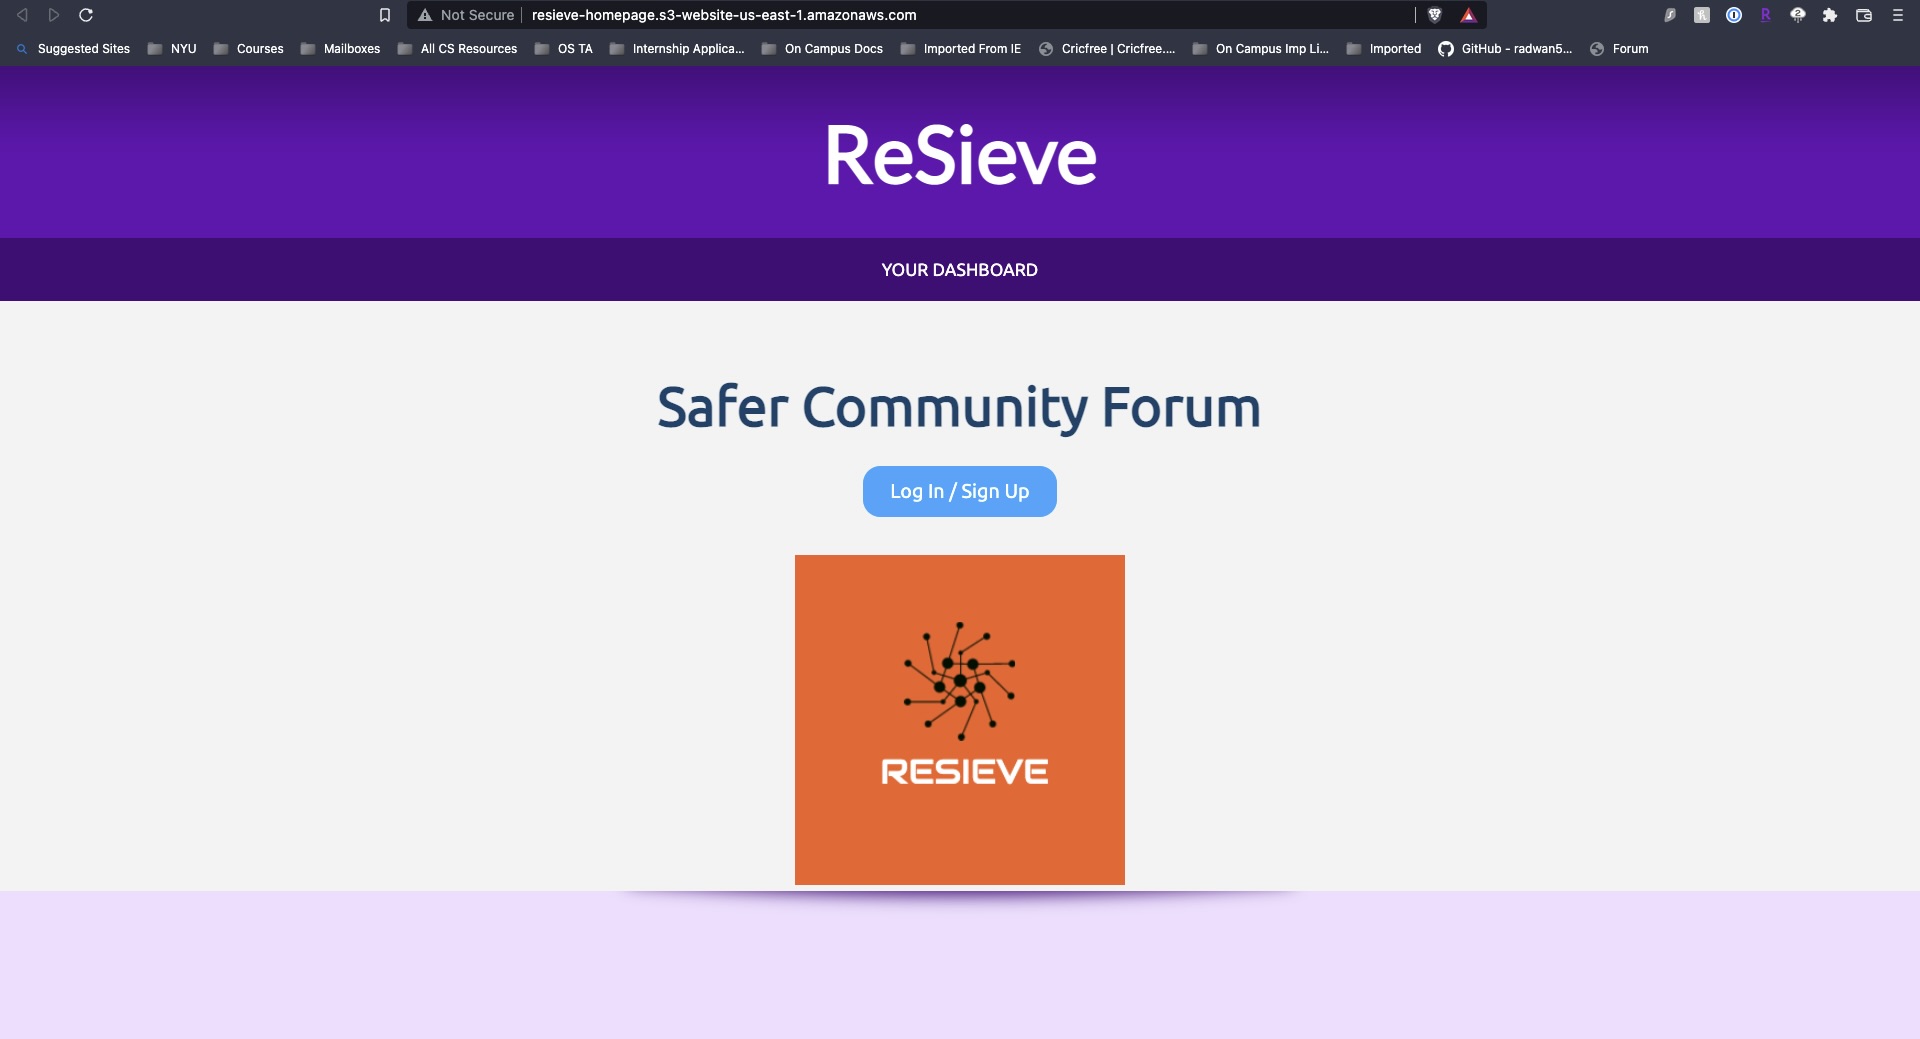 Not Secure | resieve-homepage.s3-website-us-east-1.amazonaws.com
Suggested Sites NYU Courses Mailboxes All CS Resources OS TA Internship Applica... On Campus Docs Imported From IE Cricfree | Cricfree.... On Campus Imp Li... Imported GitHub - radwan5... Forum
ReSieve
YOUR DASHBOARD
Safer Community Forum
Log In / Sign Up
RESIEVE